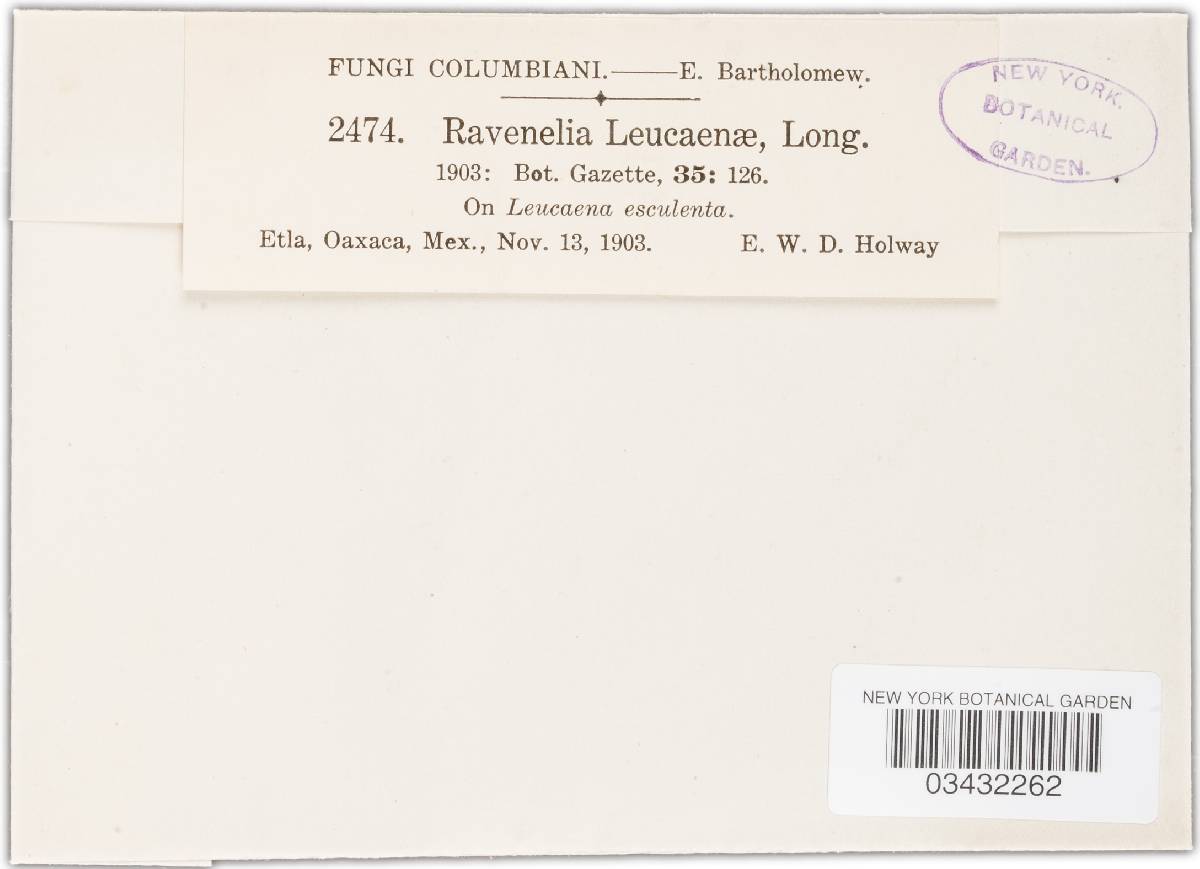 FUNGI COLUMBIANI.——E. Bartholomew.
2474. Ravenelia Leucaenæ, Long.
1903: Bot. Gazette, 35: 126.
On Leucaena esculenta.
Etla, Oaxaca, Mex., Nov. 13, 1903. E. W. D. Holway
NEW YORK.
BOTANICAL
GARDEN.
NEW YORK BOTANICAL GARDEN
03432262